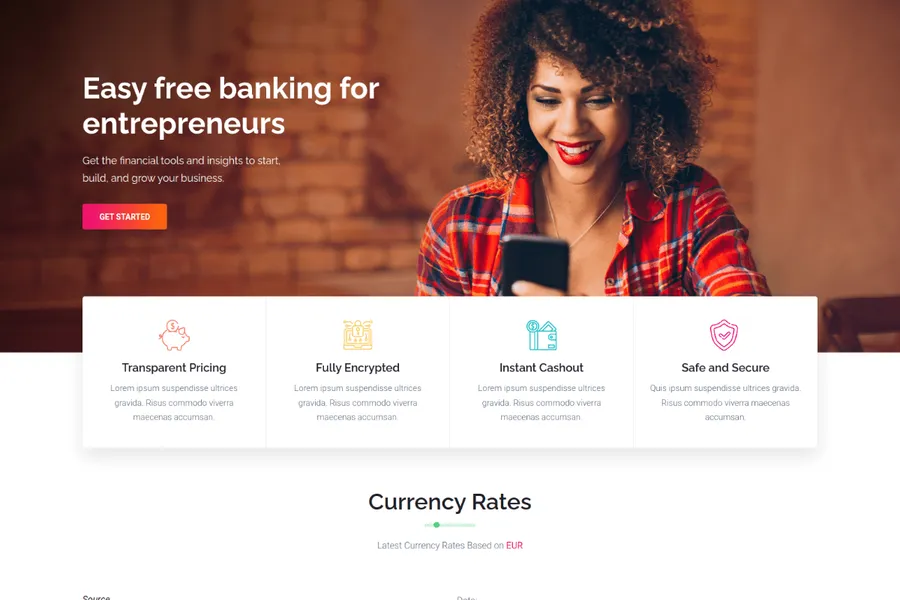 Easy free banking for
entrepreneurs
Get the financial tools and insights to start,
build, and grow your business.
GET STARTED
Transparent Pricing
Lorem ipsum suspendisse ultrices
gravida. Risus commodo viverra
maecenas accumsan.
Fully Encrypted
Lorem ipsum suspendisse ultrices
gravida. Risus commodo viverra
maecenas accumsan.
Instant Cashout
Lorem ipsum suspendisse ultrices
gravida. Risus commodo viverra
maecenas accumsan.
Safe and Secure
Quis ipsum suspendisse ultrices gravida.
Risus commodo viverra maecenas
accumsan.
Currency Rates
Latest Currency Rates Based on EUR
Source